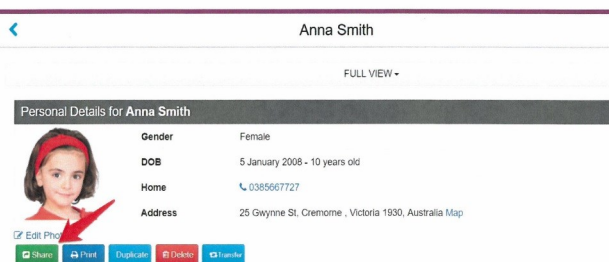 Anna Smith
FULL VIEW
Personal Details for Anna Smith
Gender Female
DOB 5 January 2008 - 10 years old
Home 0385667727
Address 25 Gwynne St, Cremorne , Victoria 1930, Australia Map
Edit Pho
Share Print Duplicate Delete Transfer